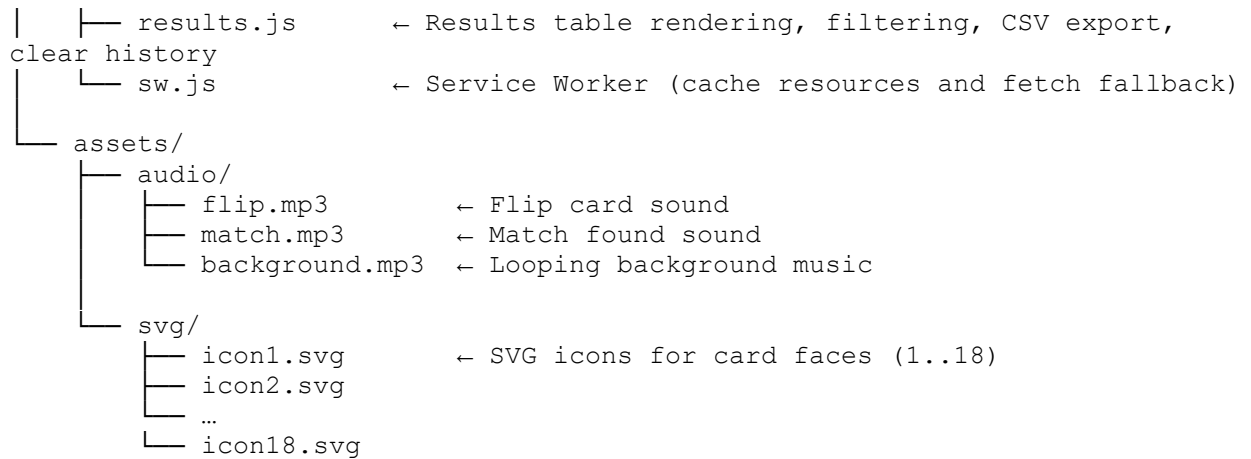 │   ├── results.js       ← Results table rendering, filtering, CSV export,
clear history
│   └── sw.js            ← Service Worker (cache resources and fetch fallback)
│
└── assets/
    ├── audio/
    │   ├── flip.mp3        ← Flip card sound
    │   ├── match.mp3       ← Match found sound
    │   └── background.mp3  ← Looping background music
    │
    └── svg/
        ├── icon1.svg       ← SVG icons for card faces (1..18)
        ├── icon2.svg
        └── …
        └── icon18.svg